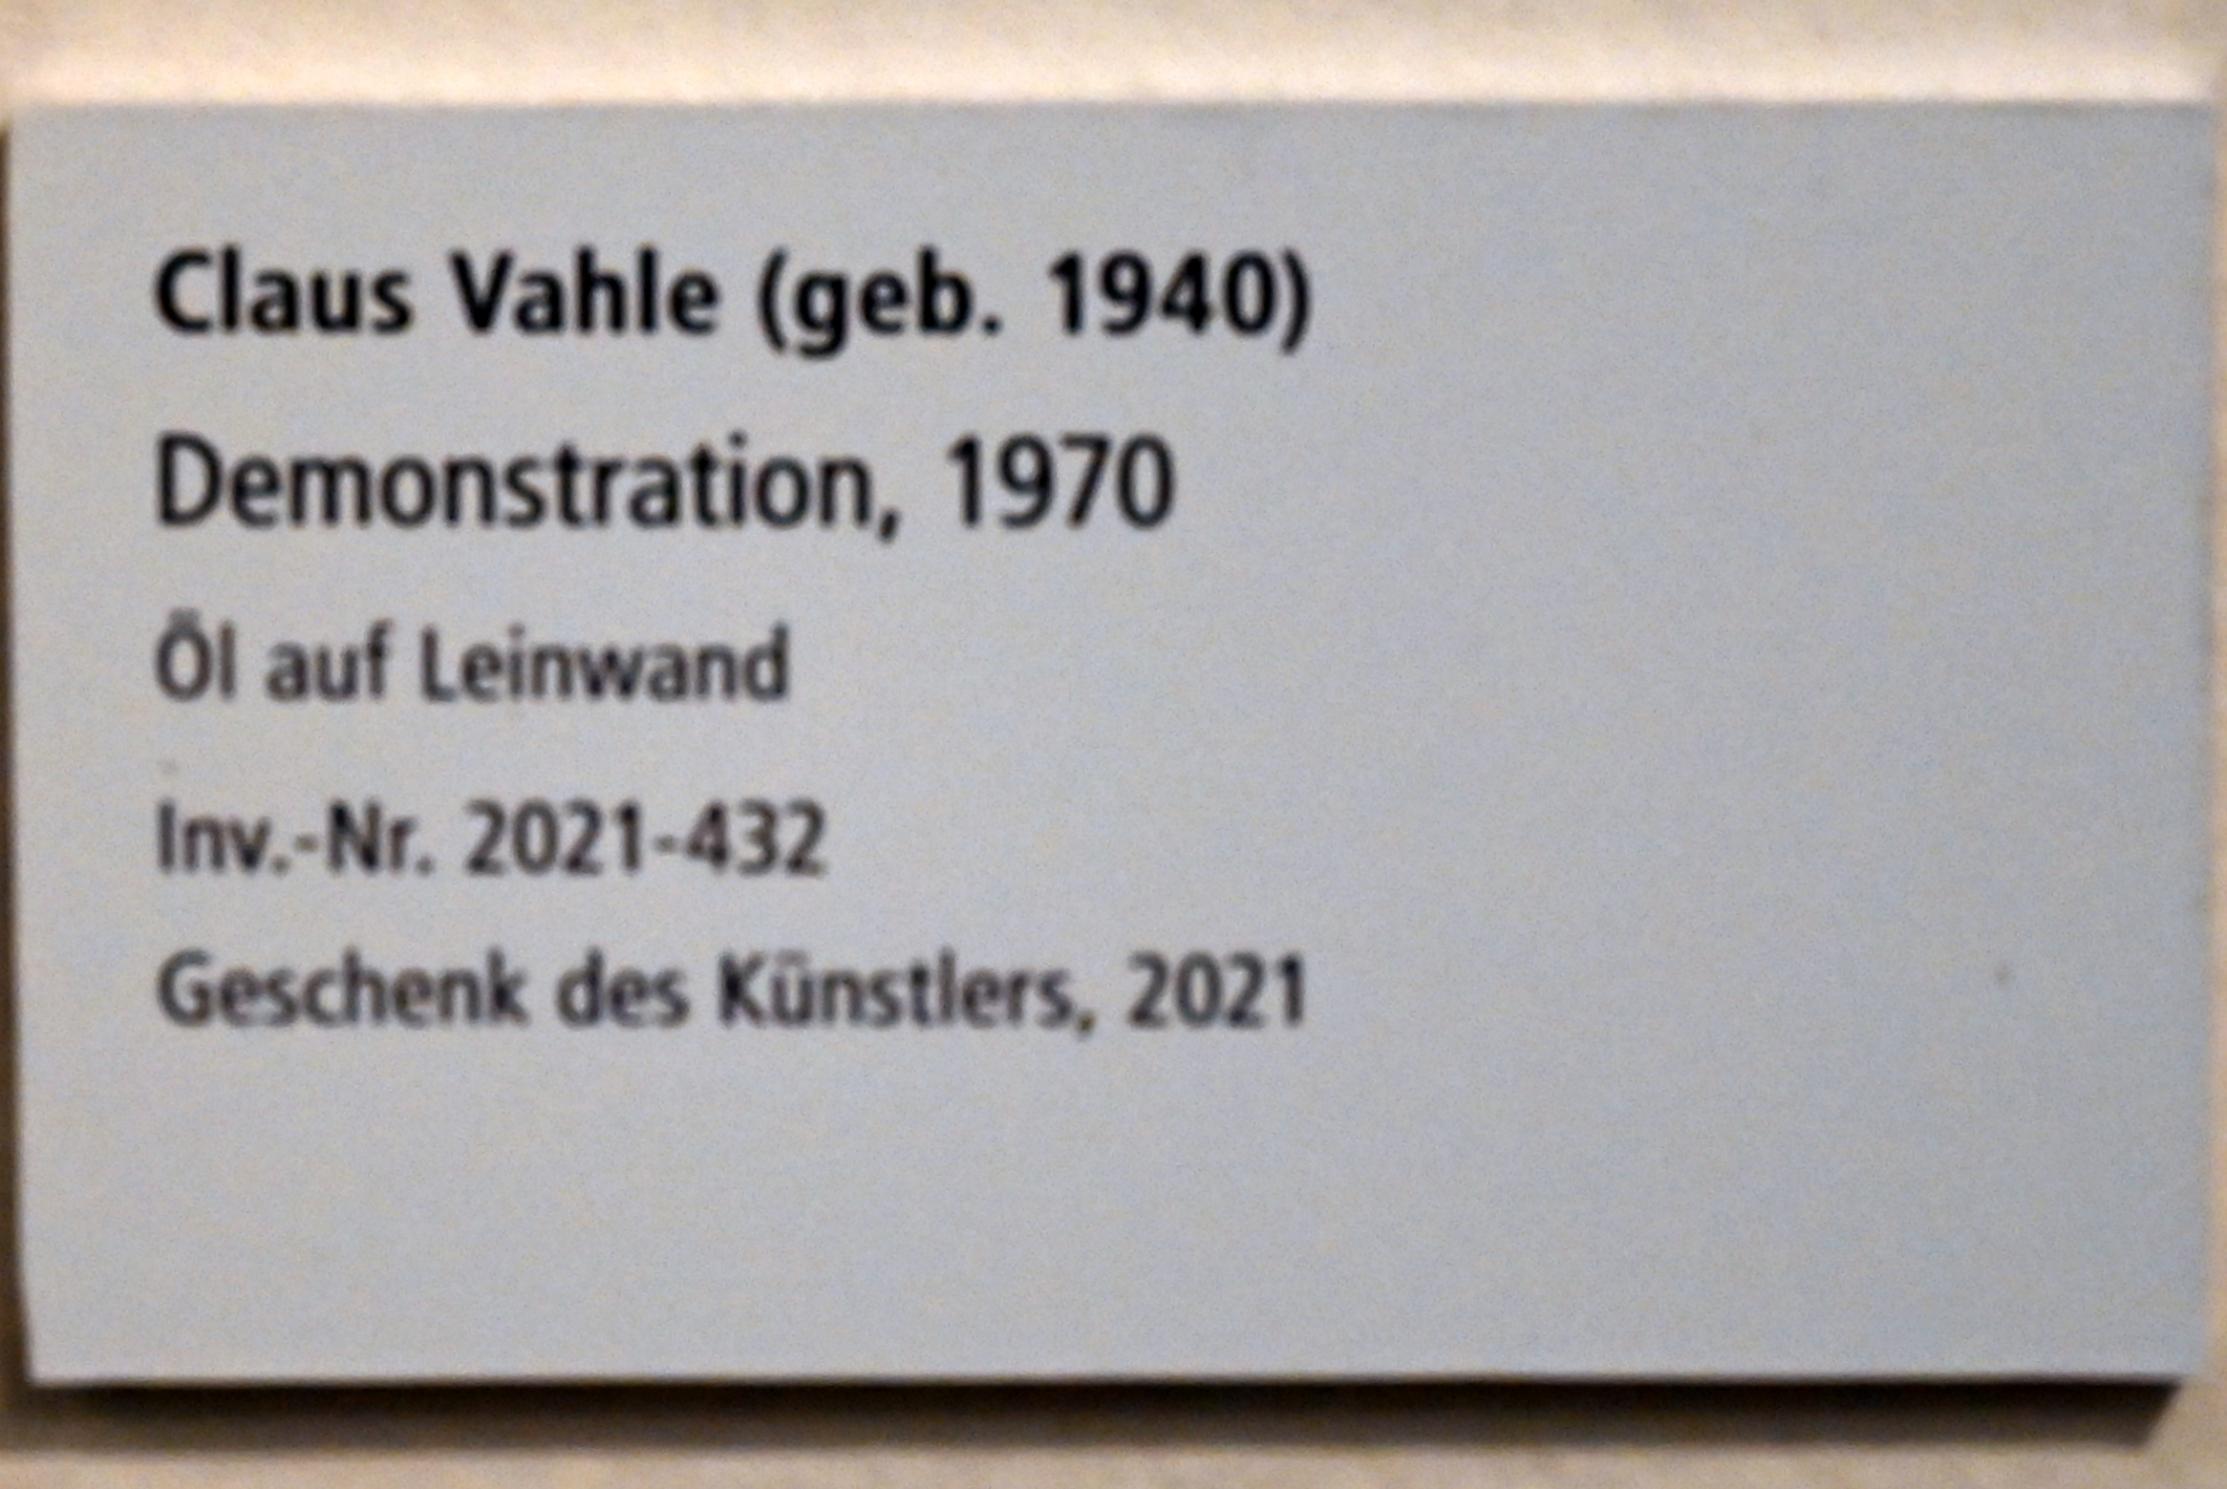 Claus Vahle (geb. 1940)
Demonstration, 1970
Öl auf Leinwand
Inv.-Nr. 2021-432
Geschenk des Künstlers, 2021